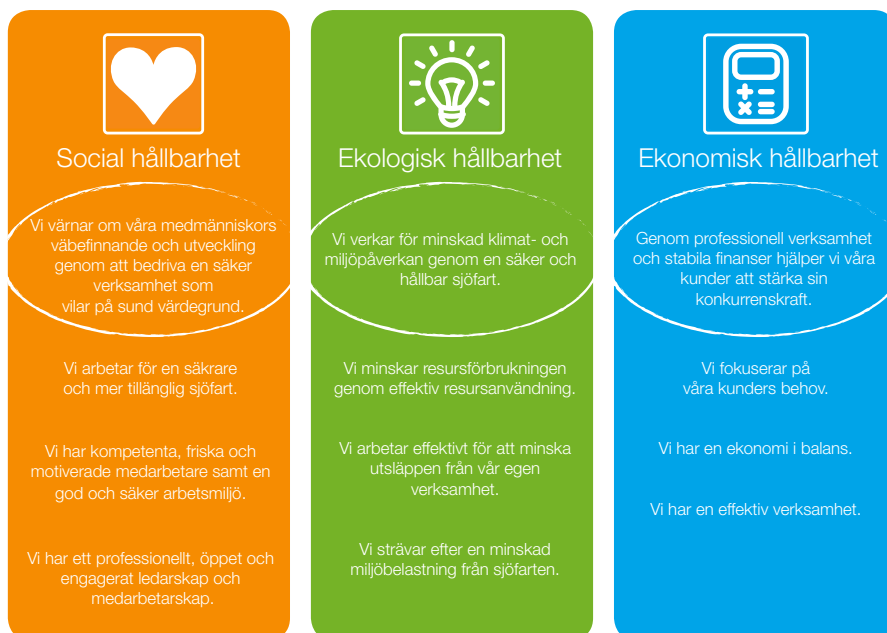 Social hållbarhet
Vi värnar om våra medmänniskors
väbefinnande och utveckling
genom att bedriva en säker
verksamhet som
vilar på sund värdegrund.
Vi arbetar för en säkrare
och mer tillänglig sjöfart.
Vi har kompetenta, friska och
motiverade medarbetare samt en
god och säker arbetsmiljö.
Vi har ett professionellt, öppet och
engagerat ledarskap och
medarbetarskap.
Ekologisk hållbarhet
Vi verkar för minskad klimat- och
miljöpåverkan genom en säker och
hållbar sjöfart.
Vi minskar resursförbrukningen
genom effektiv resursanvändning.
Vi arbetar effektivt för att minska
utsläppen från vår egen
verksamhet.
Vi strävar efter en minskad
miljöbelastning från sjöfarten.
Ekonomisk hållbarhet
Genom professionell verksamhet
och stabila finanser hjälper vi våra
kunder att stärka sin
konkurrenskraft.
Vi fokuserar på
våra kunders behov.
Vi har en ekonomi i balans.
Vi har en effektiv verksamhet.